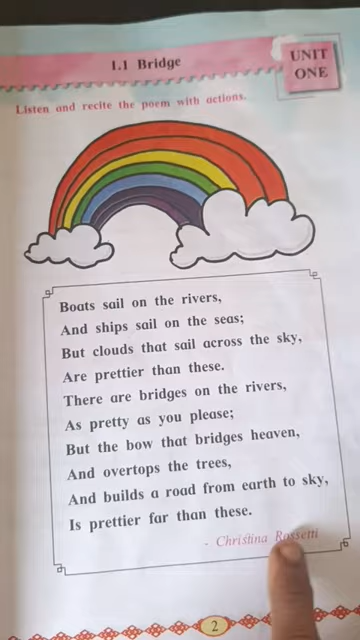 1.1 Bridge
UNIT
ONE
Listen and recite the poem with actions.
Boats sail on the rivers,
And ships sail on the seas;
But clouds that sail across the sky,
Are prettier than these.
There are bridges on the rivers,
As pretty as you please;
But the bow that bridges heaven,
And overtops the trees,
And builds a road from earth to sky,
Is prettier far than these.
- Christina Rossetti
2